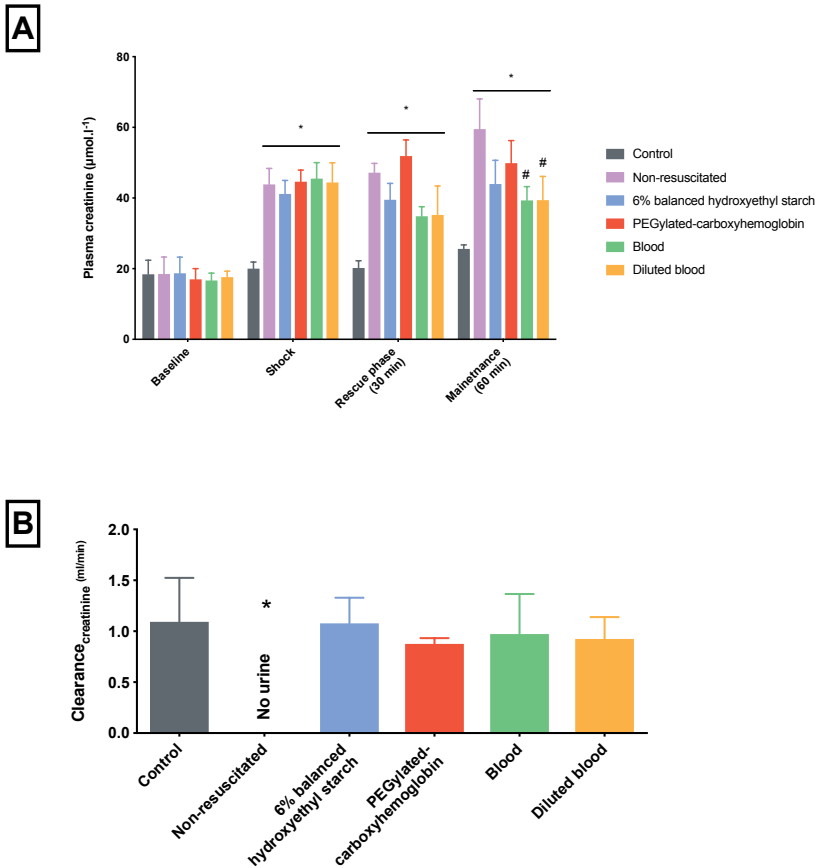 A
Plasma creatinine (µmol.l-1)
80
60
40
20
0
*
*
*
#
#
Baseline
Shock
Rescue phase
(30 min)
Mainetnance
(60 min)
Control
Non-resuscitated
6% balanced hydroxyethyl starch
PEGylated-carboxyhemoglobin
Blood
Diluted blood
B
Clearancecreatinine (ml/min)
2.0
1.5
1.0
0.5
0.0
*
No urine
Control
Non-resuscitated
6% balanced
hydroxyethyl starch
PEGylated-
carboxyhemoglobin
Blood
Diluted blood